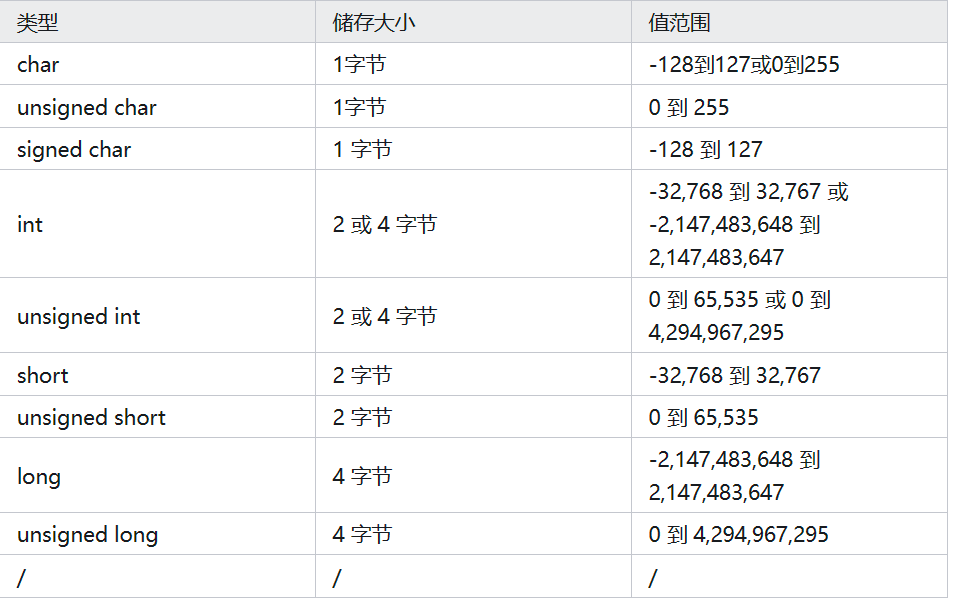 类型 储存大小 值范围
char 1字节 -128到127或0到255
unsigned char 1字节 0 到 255
signed char 1 字节 -128 到 127
int 2 或 4 字节 -32,768 到 32,767 或
-2,147,483,648 到
2,147,483,647
unsigned int 2 或 4 字节 0 到 65,535 或 0 到
4,294,967,295
short 2 字节 -32,768 到 32,767
unsigned short 2 字节 0 到 65,535
long 4 字节 -2,147,483,648 到
2,147,483,647
unsigned long 4 字节 0 到 4,294,967,295
/ / /